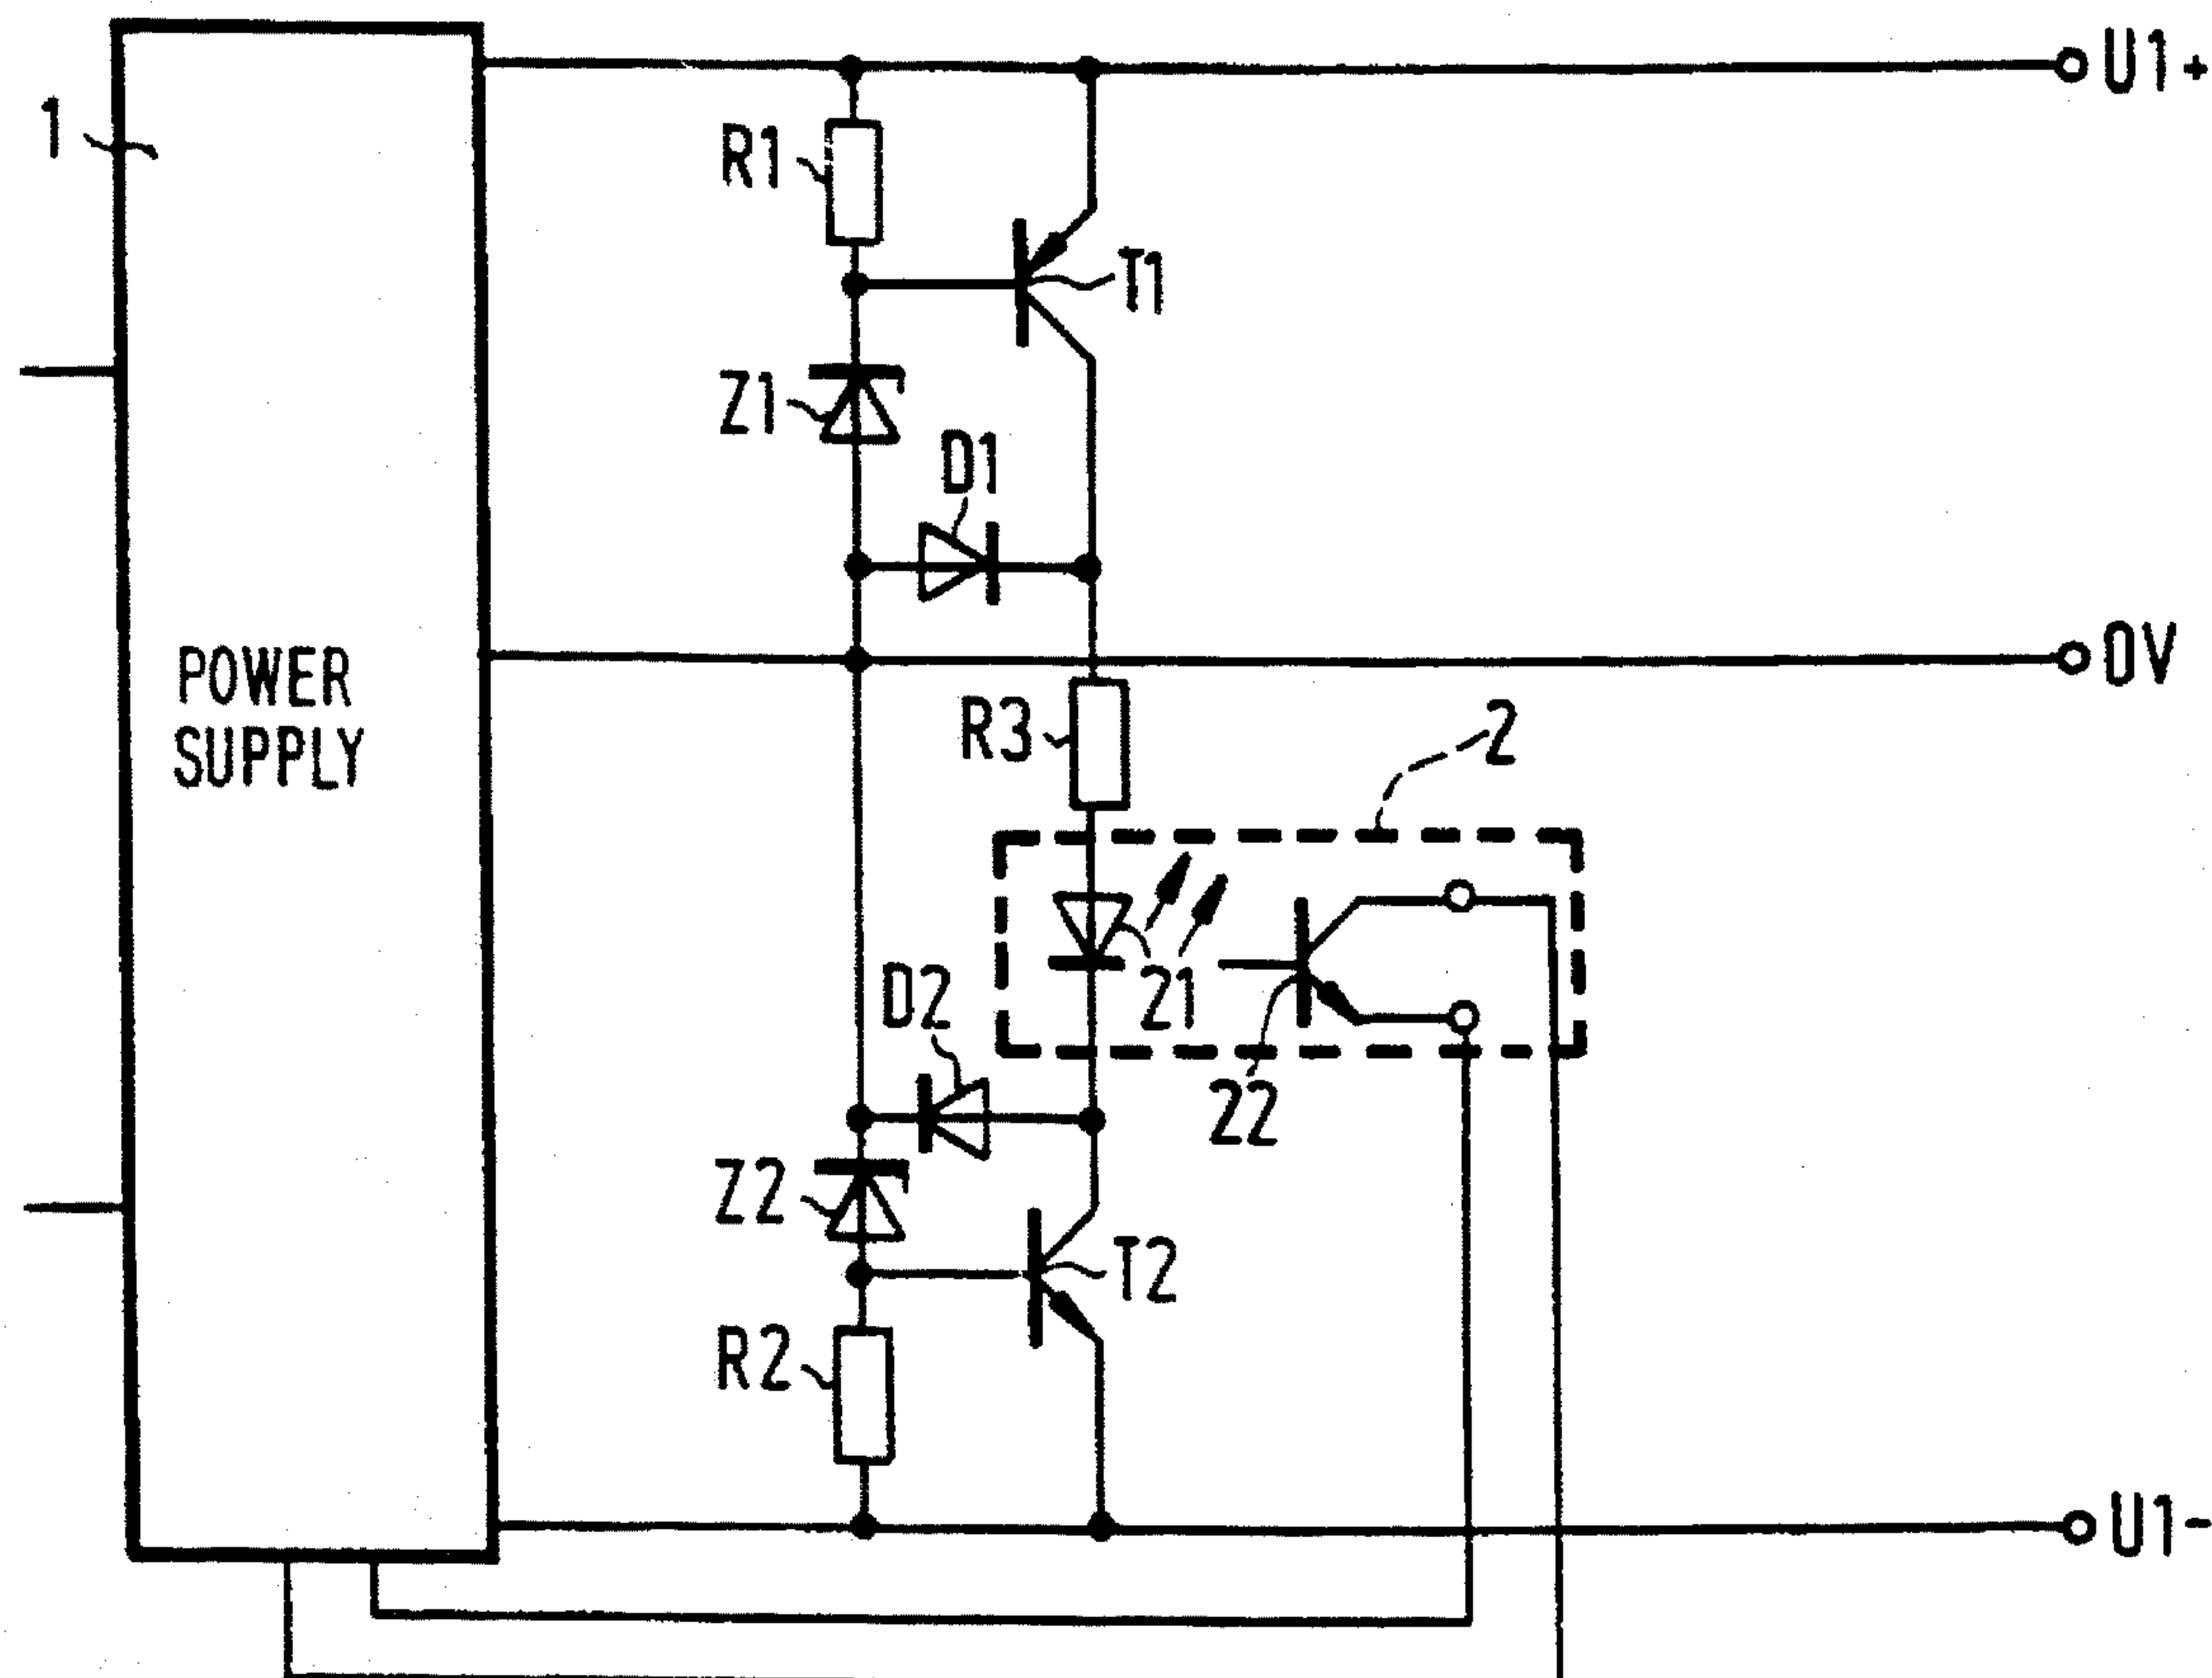 U1+
1
R1
T1
Z1
D1
0V
POWER
SUPPLY
R3
2
21
D2
22
Z2
T2
R2
U1-